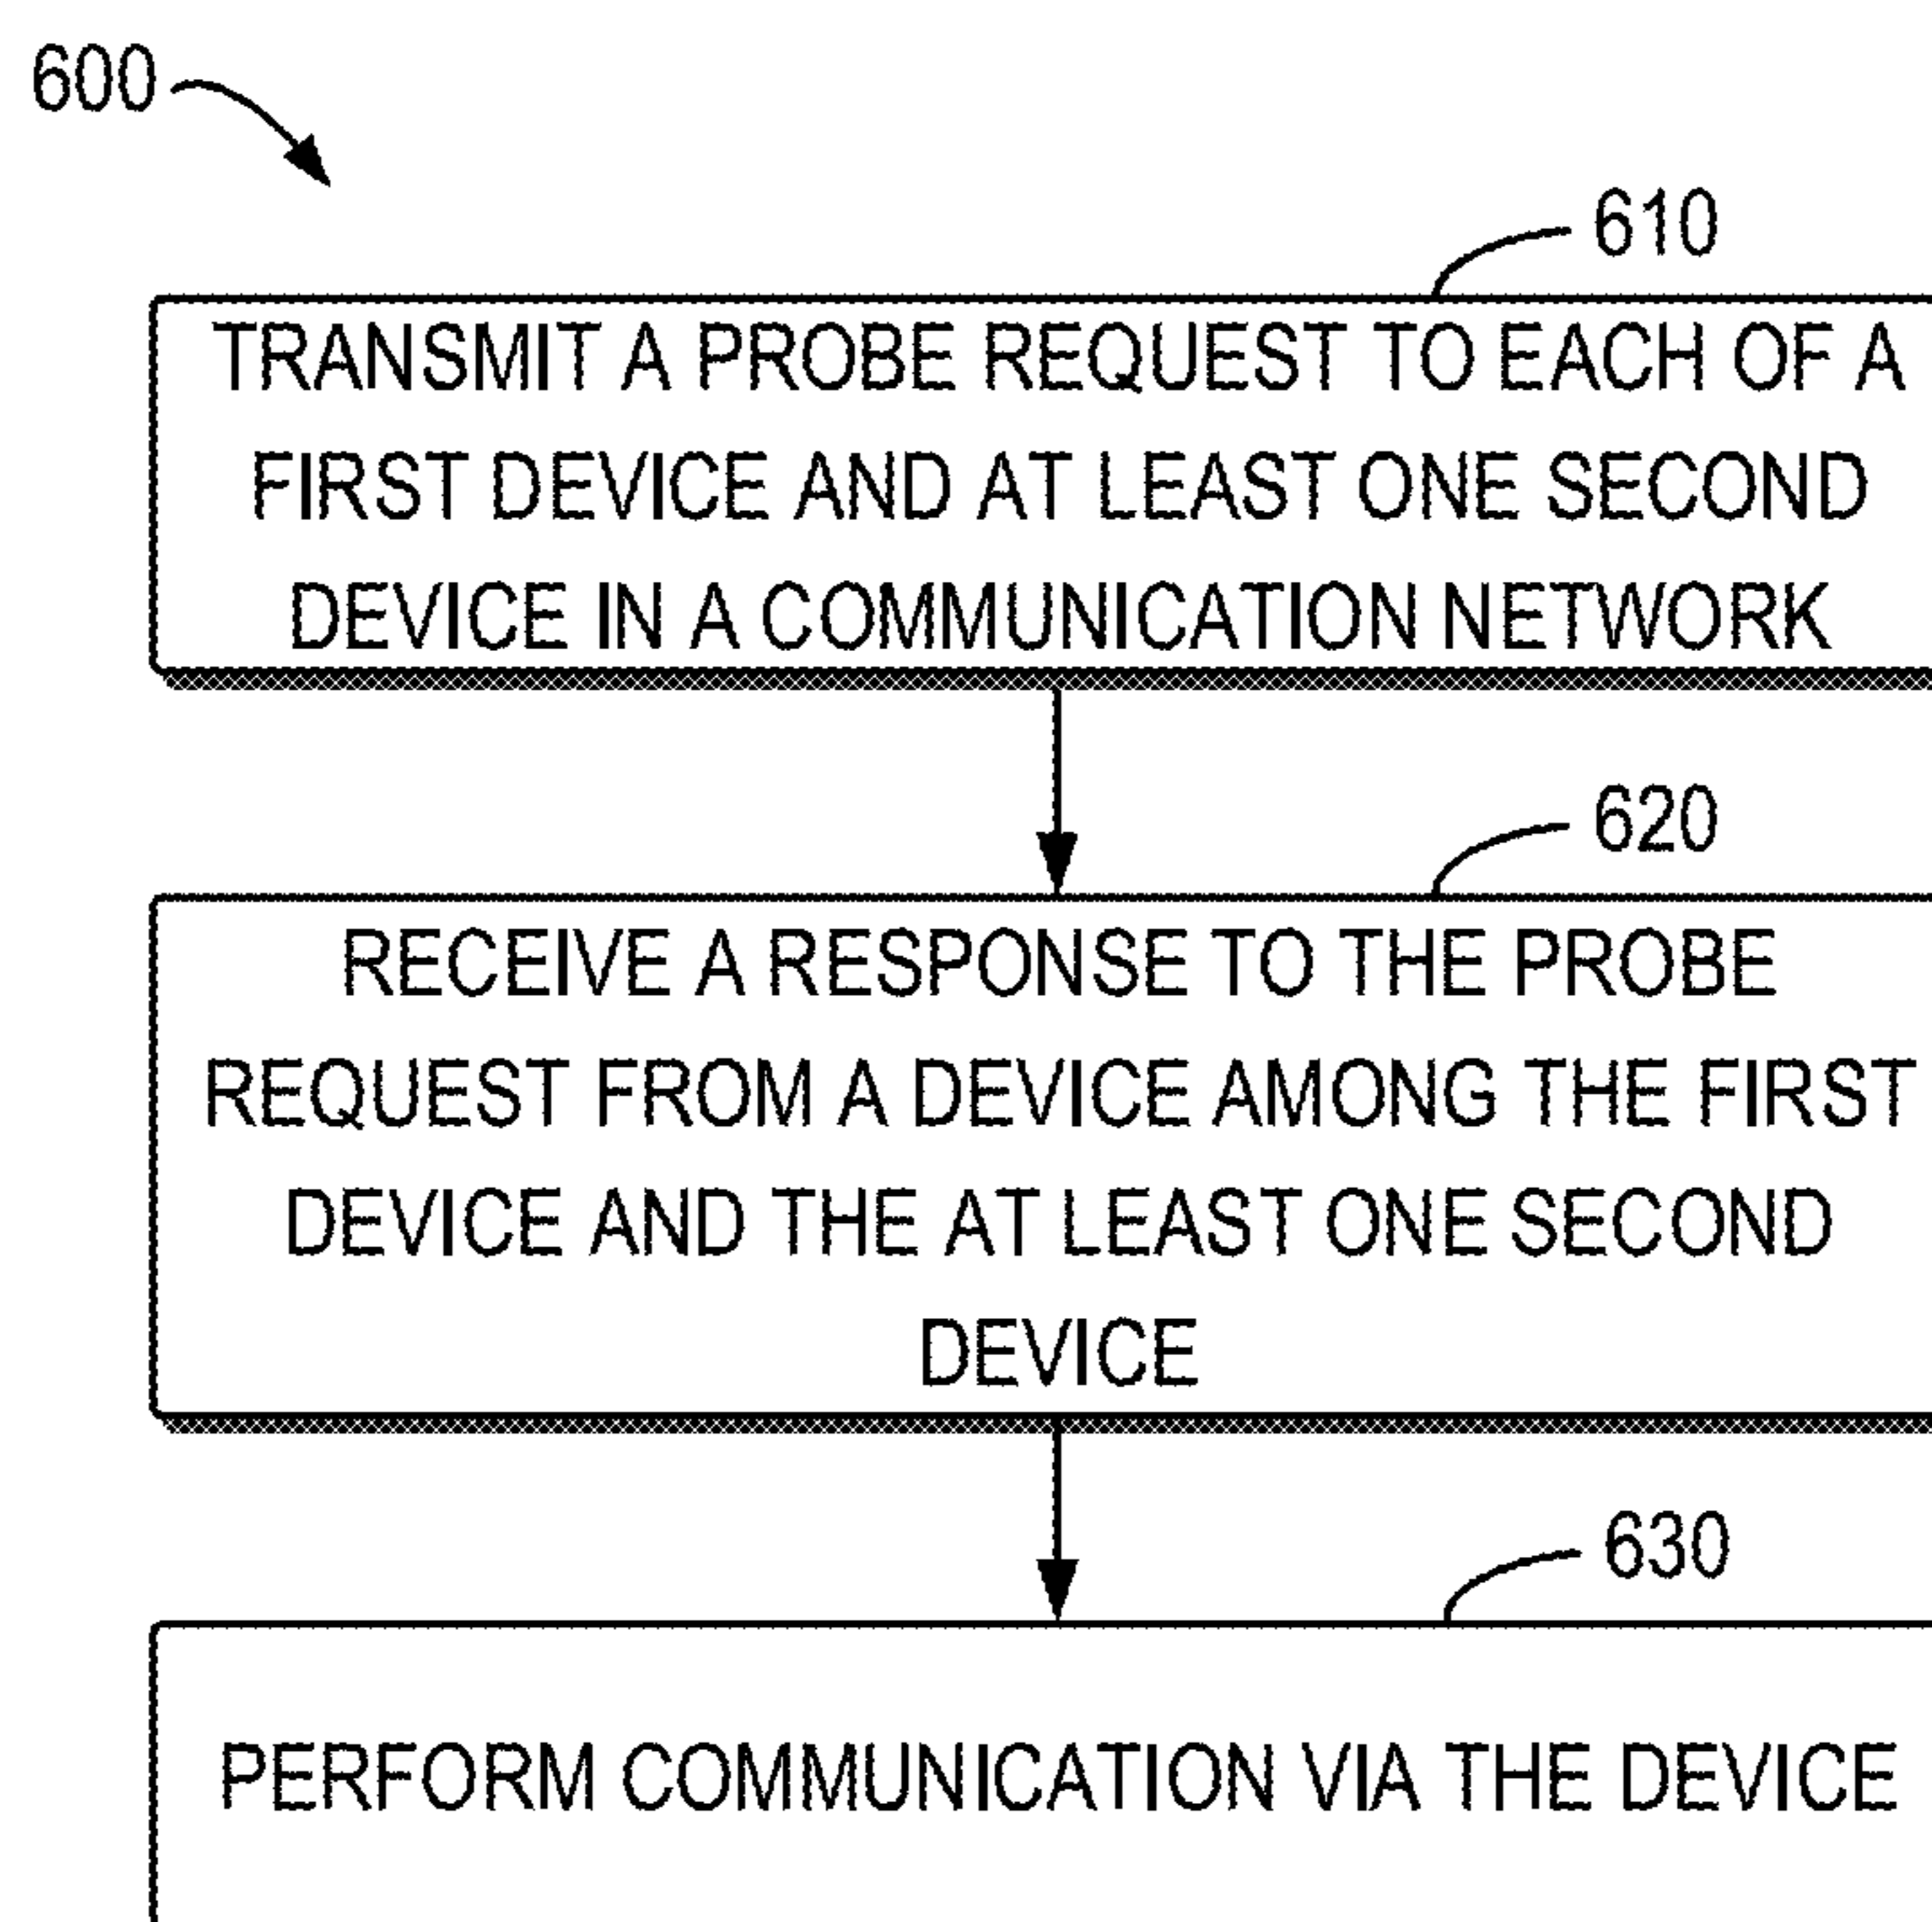 600
610
TRANSMIT A PROBE REQUEST TO EACH OF A
FIRST DEVICE AND AT LEAST ONE SECOND
DEVICE IN A COMMUNICATION NETWORK
620
RECEIVE A RESPONSE TO THE PROBE
REQUEST FROM A DEVICE AMONG THE FIRST
DEVICE AND THE AT LEAST ONE SECOND
DEVICE
630
PERFORM COMMUNICATION VIA THE DEVICE